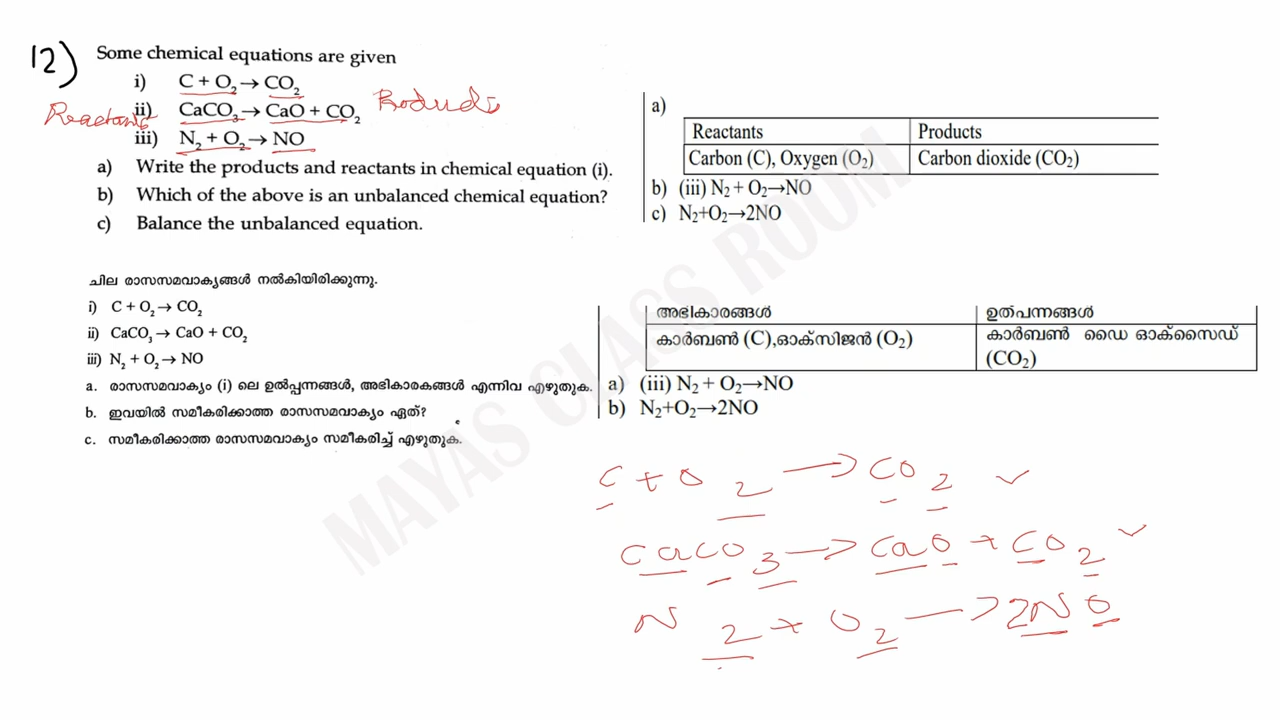 12) Some chemical equations are given
i) C + O₂ → CO₂
Reactants ii) CaCO₃ → CaO + CO₂ Products
iii) N₂ + O₂ → NO
a) Write the products and reactants in chemical equation (i).
b) Which of the above is an unbalanced chemical equation?
c) Balance the unbalanced equation.
a)
Reactants Products
Carbon (C), Oxygen (O₂) Carbon dioxide (CO₂)
b) (iii) N₂ + O₂→NO
c) N₂+O₂→2NO
ചില രാസസമവാക്യങ്ങൾ നൽകിയിരിക്കുന്നു.
i) C + O₂ → CO₂
ii) CaCO₃ → CaO + CO₂
iii) N₂ + O₂ → NO
a. രാസസമവാക്യം (i) ലെ ഉൽപ്പന്നങ്ങൾ, അഭികാരകങ്ങൾ എന്നിവ എഴുതുക.
b. ഇവയിൽ സമീകരിക്കാത്ത രാസസമവാക്യം ഏത്?
c. സമീകരിക്കാത്ത രാസസമവാക്യം സമീകരിച്ച് എഴുതുക.
അഭികാരങ്ങൾ ഉത്പന്നങ്ങൾ
കാർബൺ (C),ഓക്സിജൻ (O₂) കാർബൺ ഡൈ ഓക്സൈഡ്
(CO₂)
a) (iii) N₂ + O₂→NO
b) N₂+O₂→2NO
C + O₂ → CO₂ ✓
CaCO₃ → CaO + CO₂ ✓
N₂ + O₂ → 2NO
MAYAS CLASS ROOM